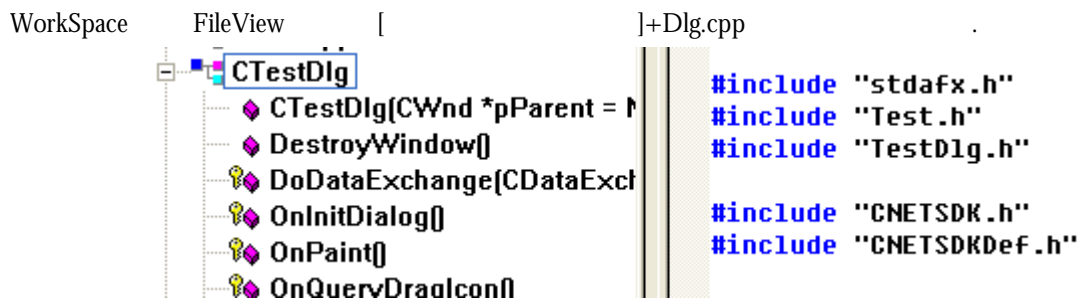 WorkSpace FileView [ ]+Dlg.cpp .
CTestDlg
CTestDlg(CWnd *pParent = N
DestroyWindow()
DoDataExchange(CDataExch
OnInitDialog()
OnPaint()
OnQueryDragIcon()
#include "stdafx.h"
#include "Test.h"
#include "TestDlg.h"
#include "CNETSDK.h"
#include "CNETSDKDef.h"